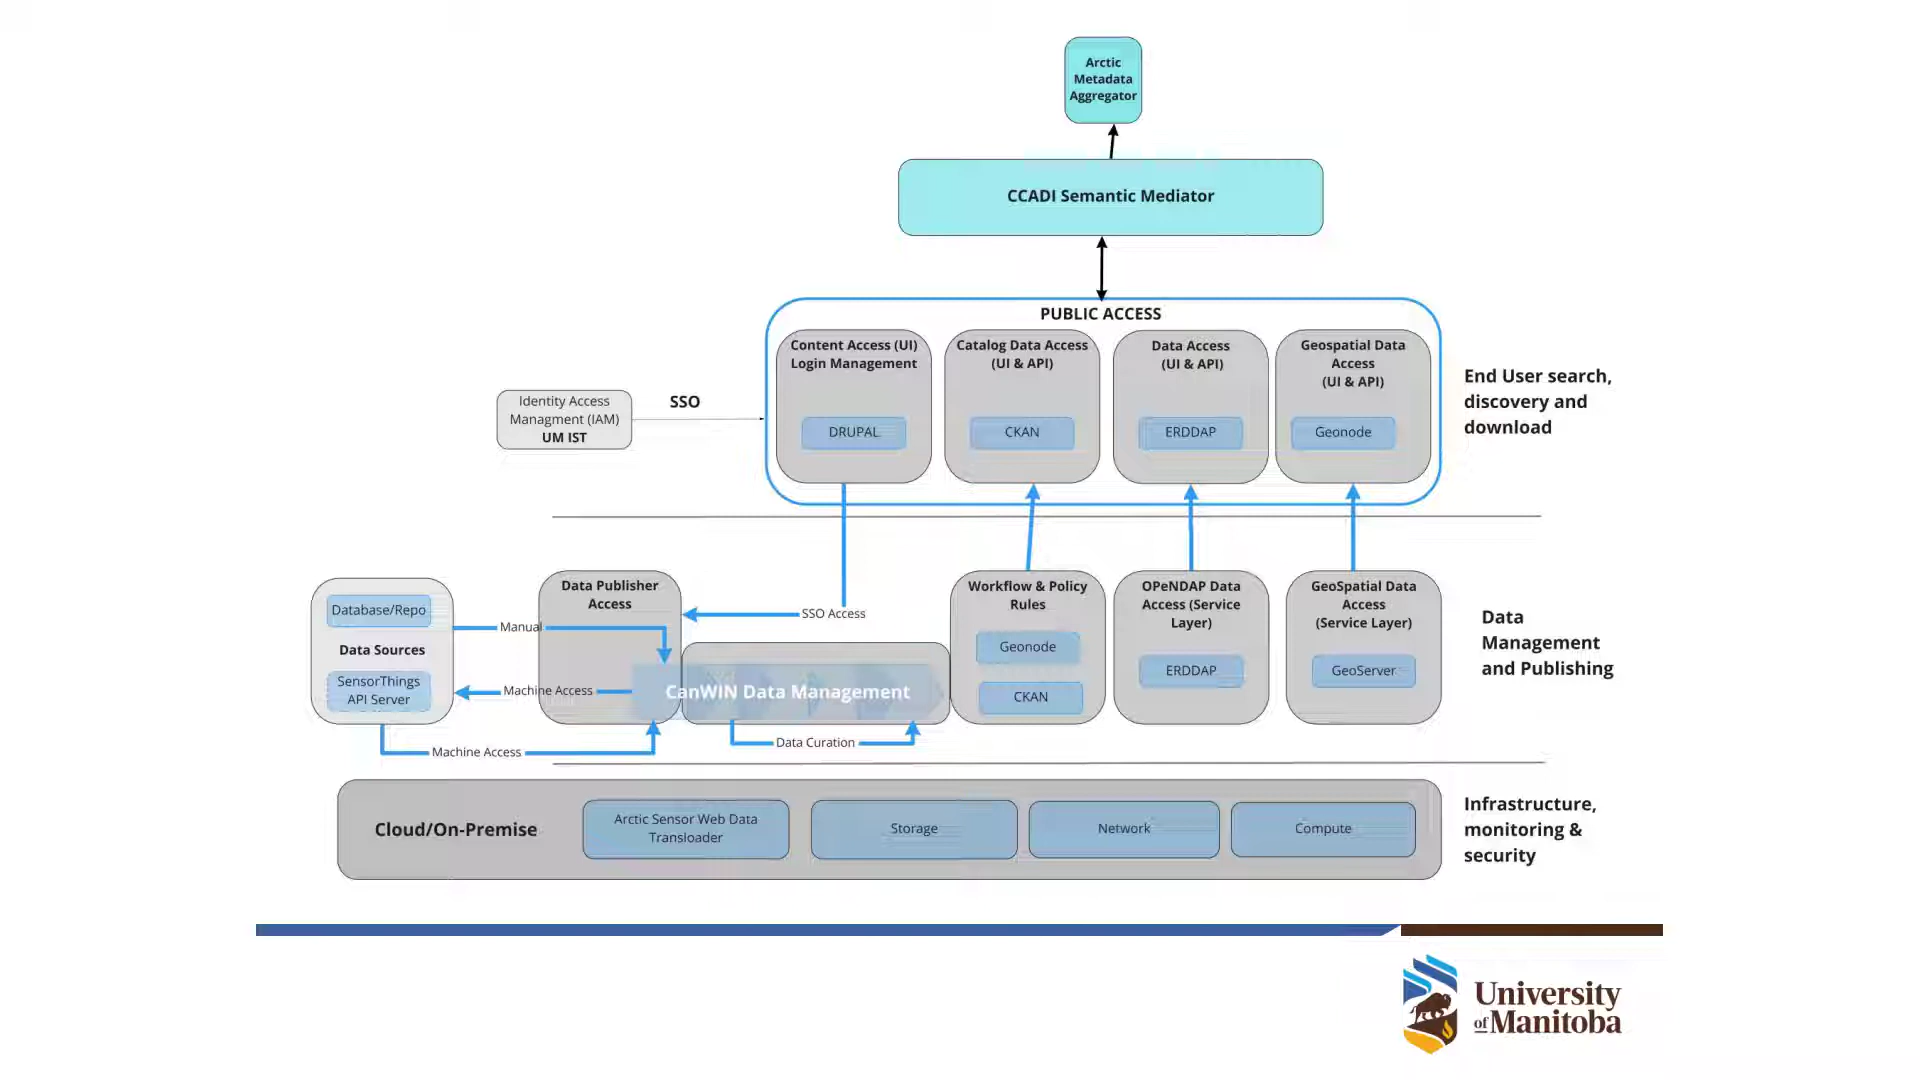 Arctic
Metadata
Aggregator
CCADI Semantic Mediator
PUBLIC ACCESS
Content Access (UI)
Login Management
DRUPAL
Catalog Data Access
(UI & API)
CKAN
Data Access
(UI & API)
ERDDAP
Geospatial Data
Access
(UI & API)
Geonode
End User search,
discovery and
download
Identity Access
Managment (IAM)
UM IST
SSO
Database/Repo
Data Sources
SensorThings
API Server
Manual
Machine Access
Machine Access
Data Publisher
Access
SSO Access
CanWIN Data Management
Data Curation
Workflow & Policy
Rules
Geonode
CKAN
OPeNDAP Data
Access (Service
Layer)
ERDDAP
GeoSpatial Data
Access
(Service Layer)
GeoServer
Data
Management
and Publishing
Cloud/On-Premise
Arctic Sensor Web Data
Transloader
Storage
Network
Compute
Infrastructure,
monitoring &
security
University
of Manitoba